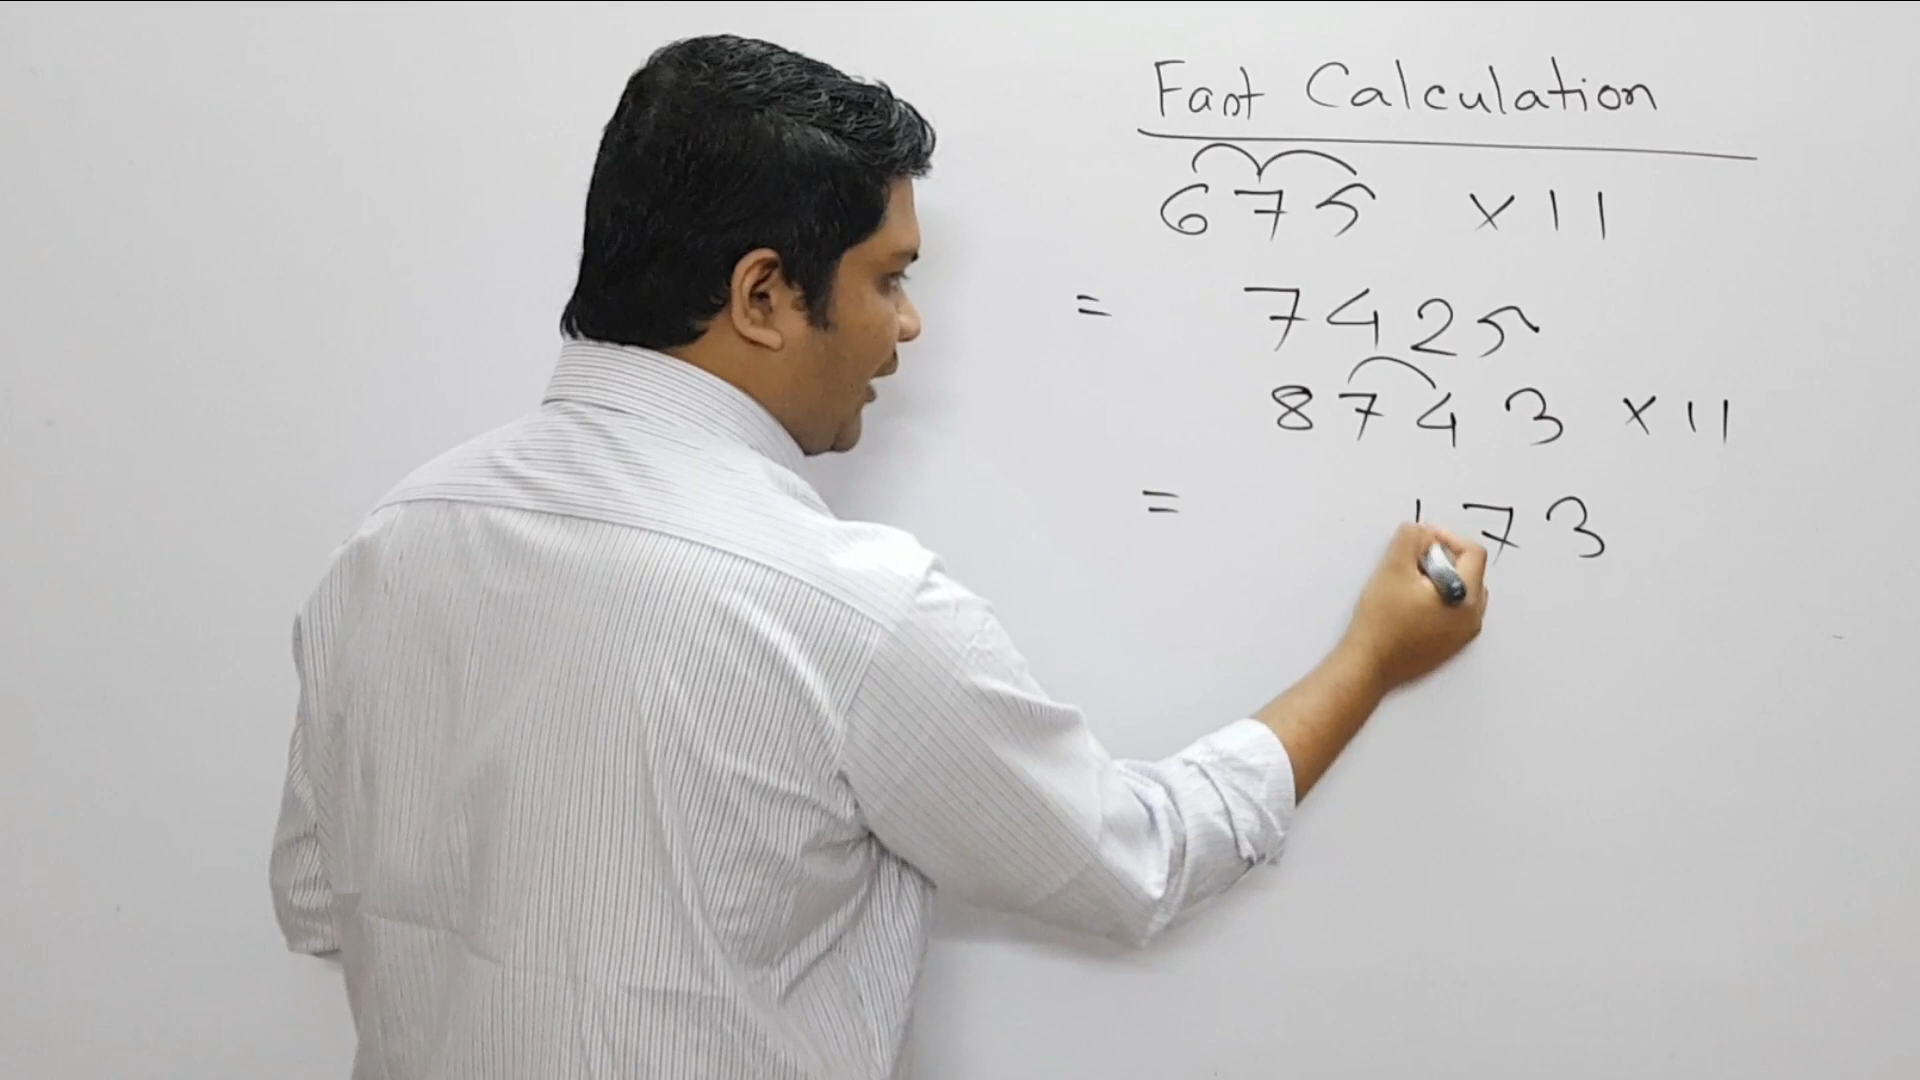 Fast Calculation
675 × 11
= 7425
8743 × 11
= 173